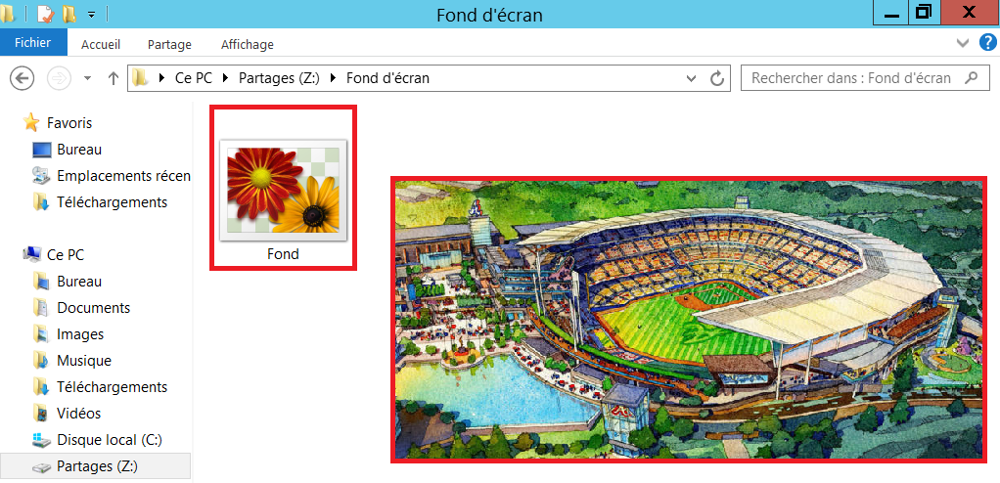 Fond d'écran
Fichier
Accueil
Partage
Affichage
Ce PC
Partages (Z:)
Fond d'écran
Rechercher dans : Fond d'écran
Favoris
Bureau
Emplacements récen
Téléchargements
Ce PC
Bureau
Documents
Images
Musique
Téléchargements
Vidéos
Disque local (C:)
Partages (Z:)
Fond
A